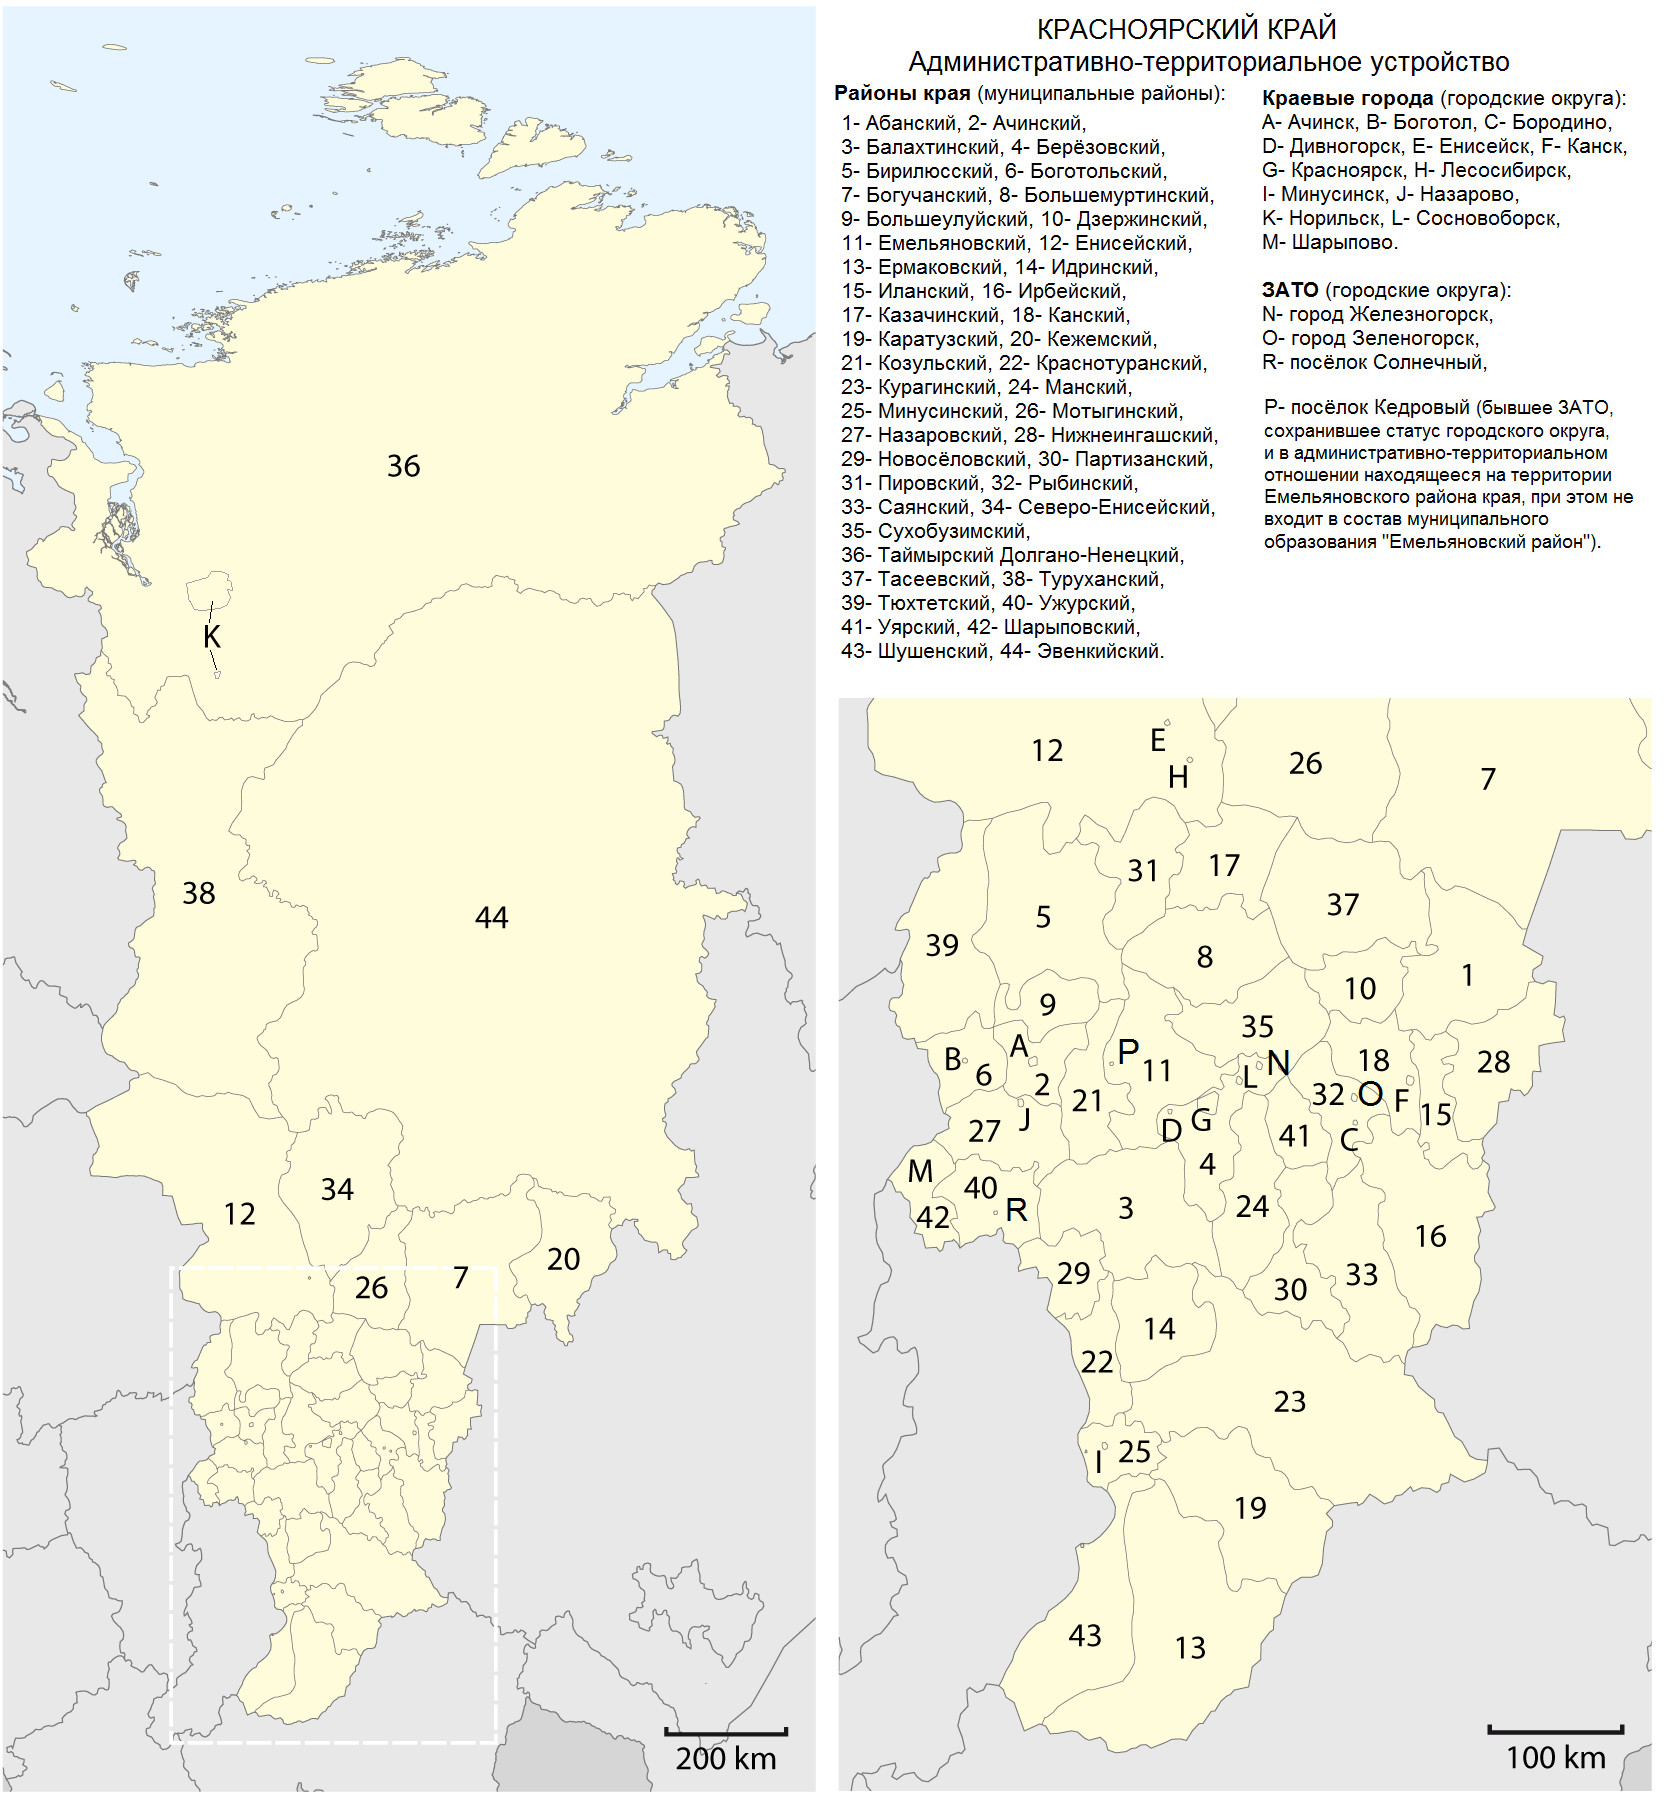 КРАСНОЯРСКИЙ КРАЙ
Административно-территориальное устройство
Районы края (муниципальные районы):
1- Абанский, 2- Ачинский,
3- Балахтинский, 4- Берёзовский,
5- Бирилюсский, 6- Боготольский,
7- Богучанский, 8- Большемуртинский,
9- Большеулуйский, 10- Дзержинский,
11- Емельяновский, 12- Енисейский,
13- Ермаковский, 14- Идринский,
15- Иланский, 16- Ирбейский,
17- Казачинский, 18- Канский,
19- Каратузский, 20- Кежемский,
21- Козульский, 22- Краснотуранский,
23- Курагинский, 24- Манский,
25- Минусинский, 26- Мотыгинский,
27- Назаровский, 28- Нижнеингашский,
29- Новосёловский, 30- Партизанский,
31- Пировский, 32- Рыбинский,
33- Саянский, 34- Северо-Енисейский,
35- Сухобузимский,
36- Таймырский Долгано-Ненецкий,
37- Тасеевский, 38- Туруханский,
39- Тюхтетский, 40- Ужурский,
41- Уярский, 42- Шарыповский,
43- Шушенский, 44- Эвенкийский.
Краевые города (городские округа):
A- Ачинск, B- Боготол, C- Бородино,
D- Дивногорск, E- Енисейск, F- Канск,
G- Красноярск, H- Лесосибирск,
I- Минусинск, J- Назарово,
K- Норильск, L- Сосновоборск,
M- Шарыпово.
ЗАТО (городские округа):
N- город Железногорск,
O- город Зеленогорск,
R- посёлок Солнечный,
P- посёлок Кедровый (бывшее ЗАТО,
сохранившее статус городского округа,
и в административно-территориальном
отношении находящееся на территории
Емельяновского района края, при этом не
входит в состав муниципального
образования "Емельяновский район").
36
K
38
44
34
12
20
26
7
200 km
12
E
H
26
7
31
17
5
37
39
8
1
10
9
35
A
B
P
N
18
28
6
2
11
L
32
O
F
21
15
J
G
27
D
41
C
4
M
40
R
3
24
42
16
29
33
30
14
22
23
25
I
19
43
13
100 km